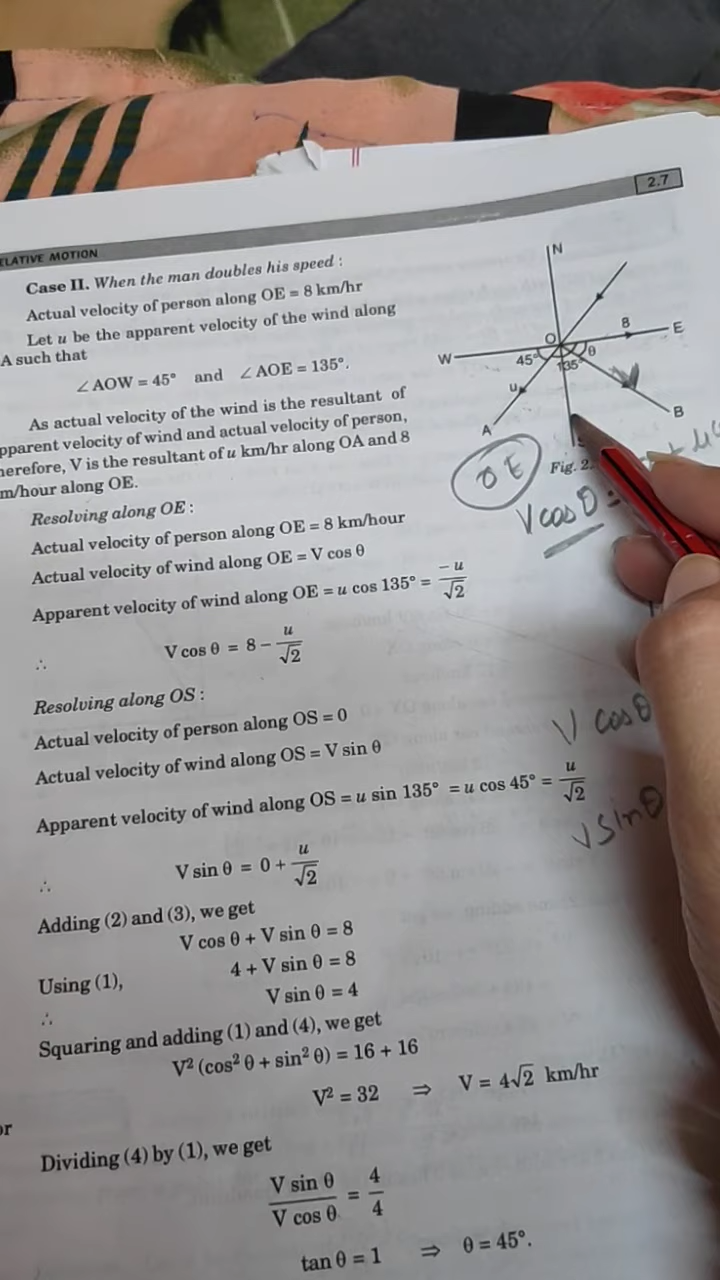 2.7
ELATIVE MOTION
Case II. When the man doubles his speed :
Actual velocity of person along OE = 8 km/hr
Let u be the apparent velocity of the wind along
A such that
∠AOW = 45° and ∠AOE = 135°.
As actual velocity of the wind is the resultant of
pparent velocity of wind and actual velocity of person,
herefore, V is the resultant of u km/hr along OA and 8
m/hour along OE.
N
O
8
E
W
45°
135°
θ
u
A
B
Fig. 2.
OE
V cos θ =
Resolving along OE :
Actual velocity of person along OE = 8 km/hour
Actual velocity of wind along OE = V cos θ
Apparent velocity of wind along OE = u cos 135° = -u/√2
∴ V cos θ = 8 - u/√2
Resolving along OS :
Actual velocity of person along OS = 0
Actual velocity of wind along OS = V sin θ
Apparent velocity of wind along OS = u sin 135° = u cos 45° = u/√2
V cos θ
V sin θ
∴ V sin θ = 0 + u/√2
Adding (2) and (3), we get
V cos θ + V sin θ = 8
Using (1), 4 + V sin θ = 8
∴ V sin θ = 4
Squaring and adding (1) and (4), we get
V² (cos² θ + sin² θ) = 16 + 16
V² = 32 ⇒ V = 4√2 km/hr
or
Dividing (4) by (1), we get
V sin θ/V cos θ = 4/4
tan θ = 1 ⇒ θ = 45°.